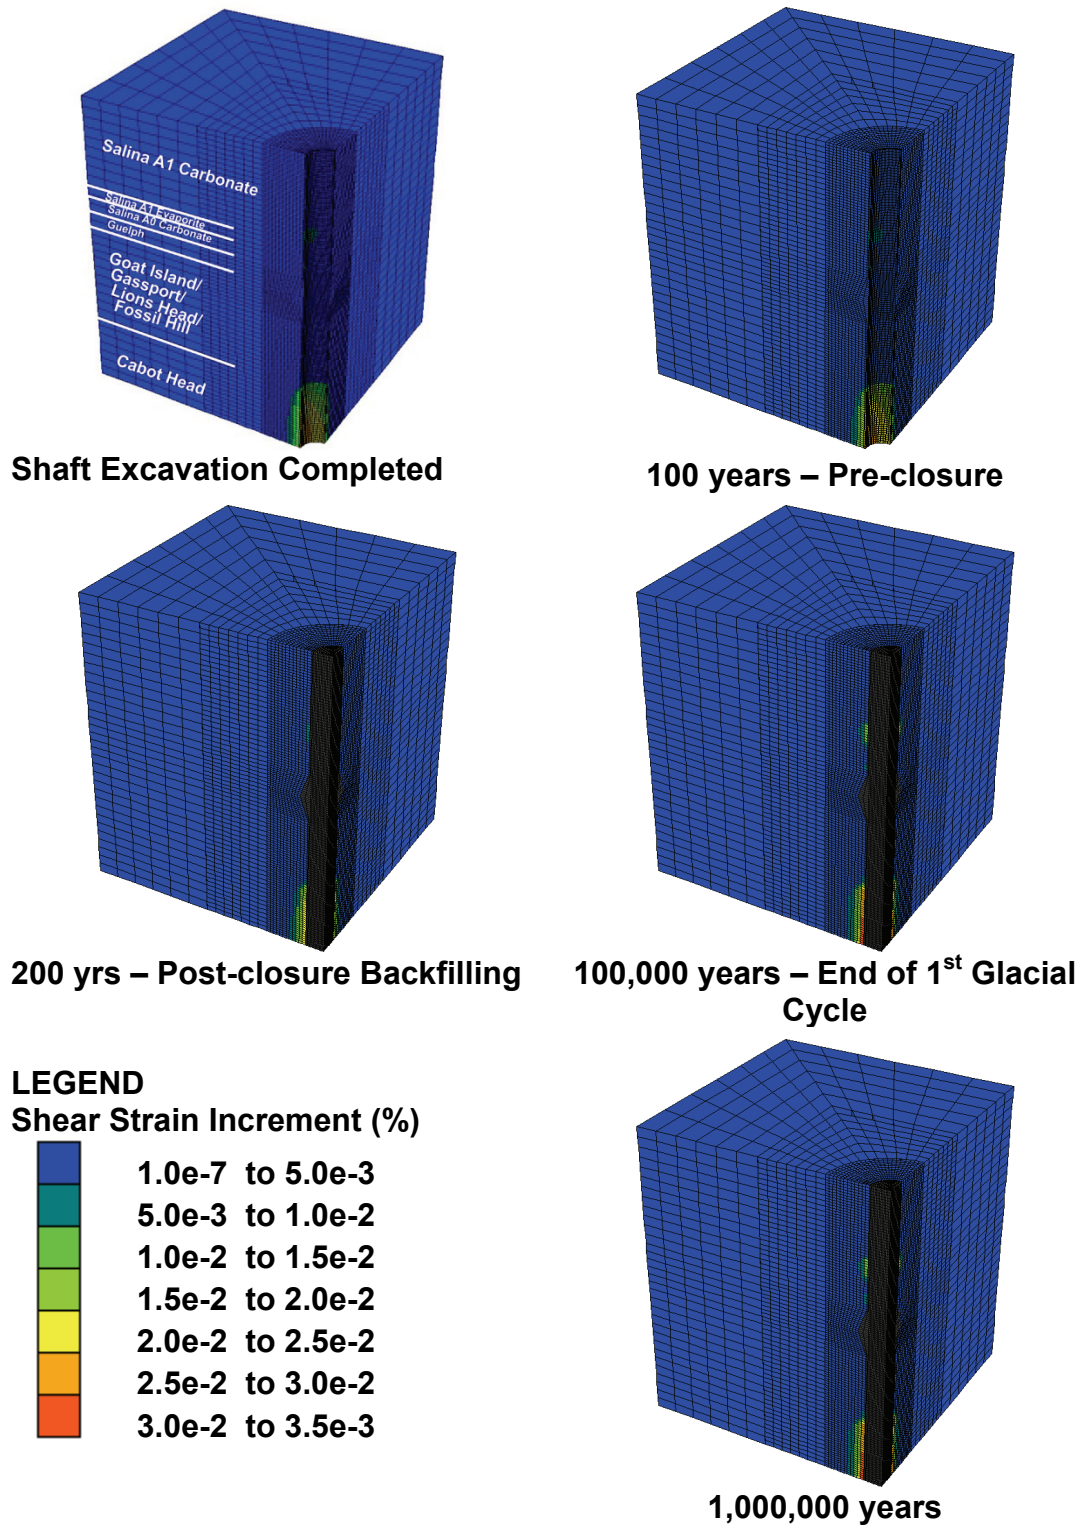 Salina A1 Carbonate
Salina A1 Evaporite
Salina A0 Carbonate
Guelph
Goat Island/
Gassport/
Lions Head/
Fossil Hill
Cabot Head
Shaft Excavation Completed
100 years – Pre-closure
200 yrs – Post-closure Backfilling
100,000 years – End of 1st Glacial
Cycle
LEGEND
Shear Strain Increment (%)
1.0e-7 to 5.0e-3
5.0e-3 to 1.0e-2
1.0e-2 to 1.5e-2
1.5e-2 to 2.0e-2
2.0e-2 to 2.5e-2
2.5e-2 to 3.0e-2
3.0e-2 to 3.5e-3
1,000,000 years